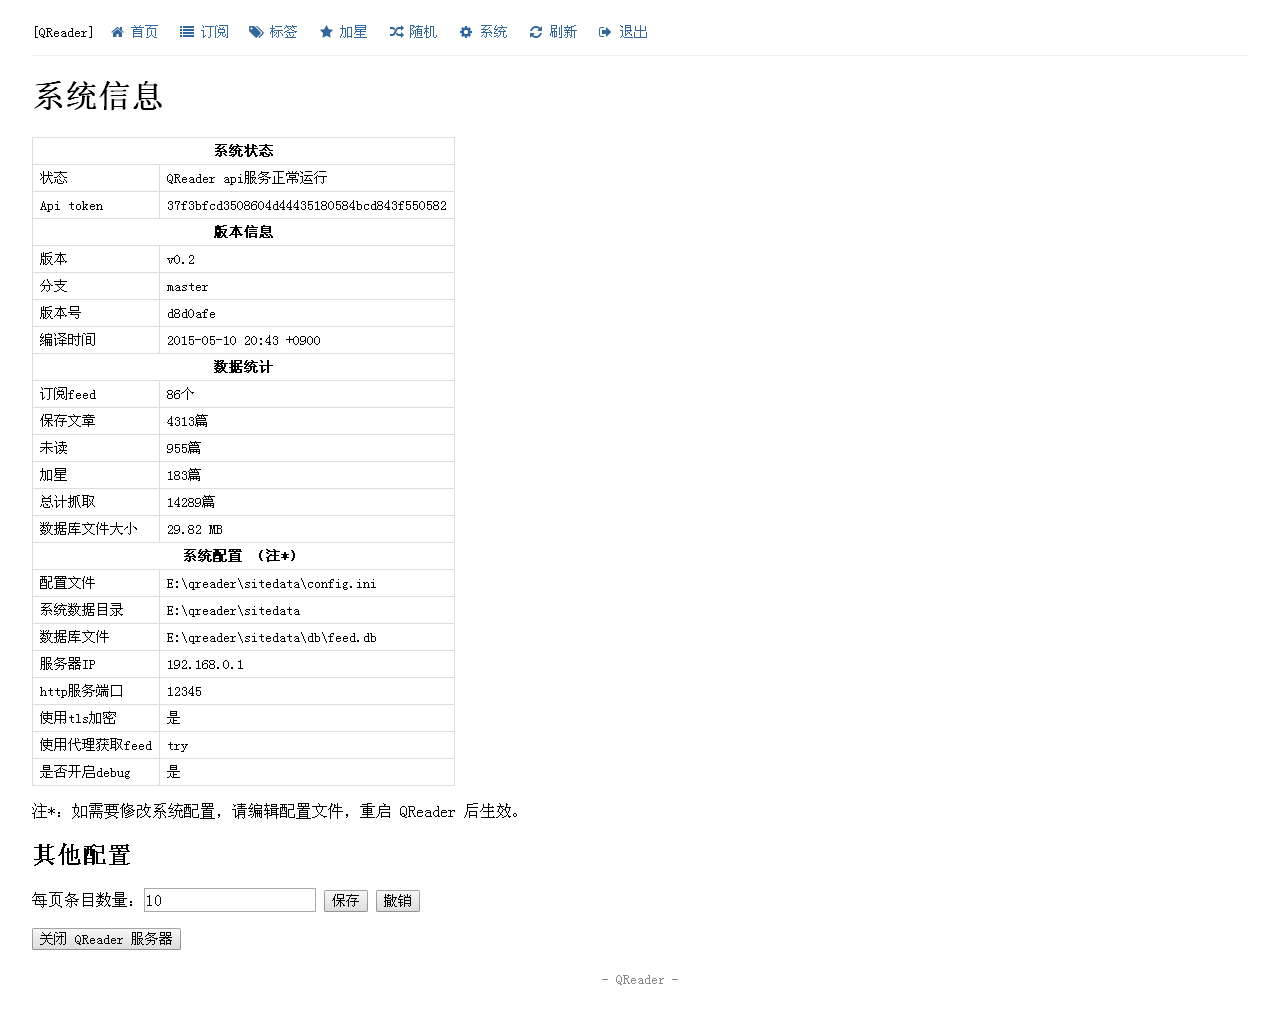 [QReader] 首页 订阅 标签 加星 随机 系统 刷新 退出
系统信息
系统状态
状态 QReader api服务正常运行
Api token 37f3bfcd3508604d44435180584bcd843f550582
版本信息
版本 v0.2
分支 master
版本号 d8d0afe
编译时间 2015-05-10 20:43 +0900
数据统计
订阅feed 86个
保存文章 4313篇
未读 955篇
加星 183篇
总计抓取 14289篇
数据库文件大小 29.82 MB
系统配置 （注*）
配置文件 E:\qreader\sitedata\config.ini
系统数据目录 E:\qreader\sitedata
数据库文件 E:\qreader\sitedata\db\feed.db
服务器IP 192.168.0.1
http服务端口 12345
使用tls加密 是
使用代理获取feed try
是否开启debug 是
注*：如需要修改系统配置，请编辑配置文件，重启 QReader 后生效。
其他配置
每页条目数量：10 保存 撤销
关闭 QReader 服务器
- QReader -